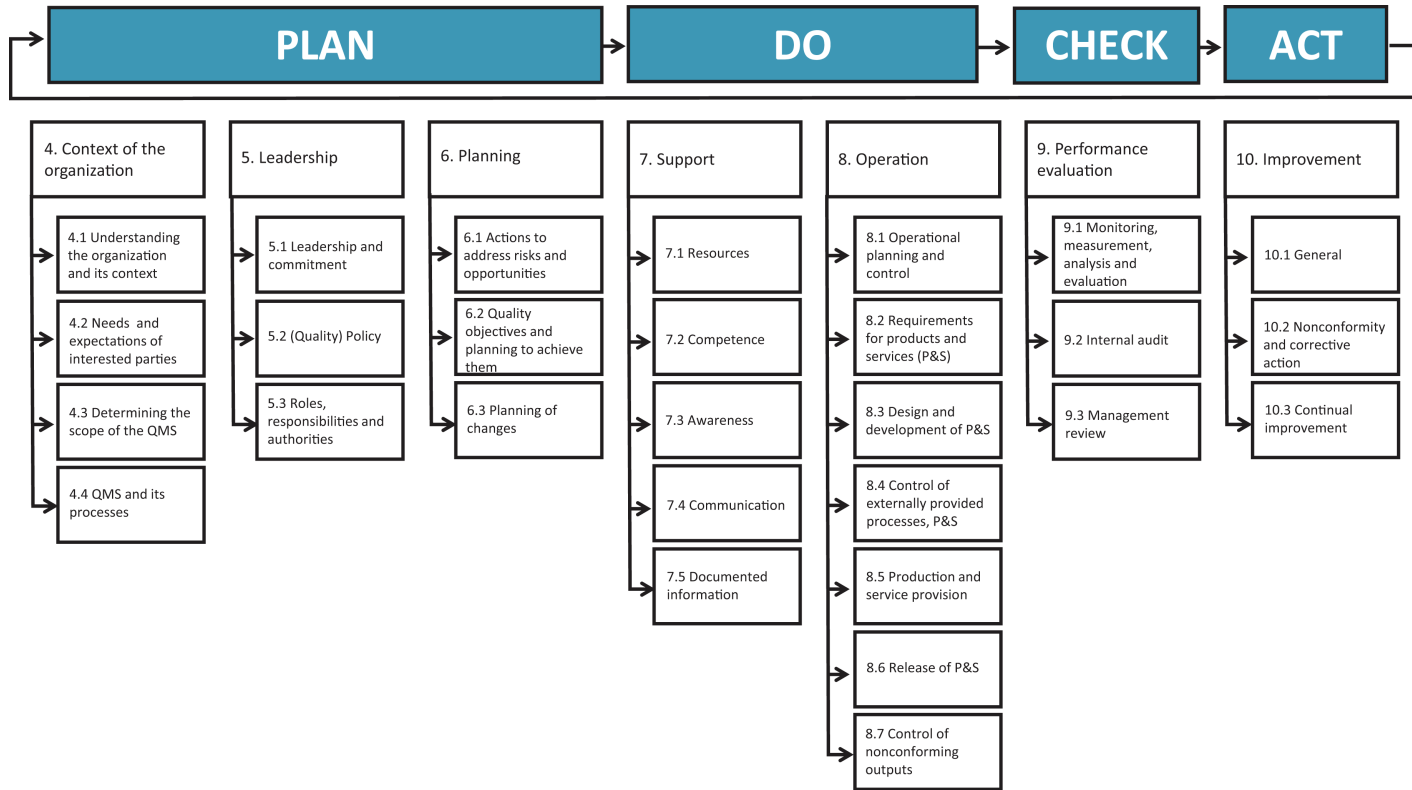 PLAN
DO
CHECK
ACT
4. Context of the
organization
4.1 Understanding
the organization
and its context
4.2 Needs and
expectations of
interested parties
4.3 Determining the
scope of the QMS
4.4 QMS and its
processes
5. Leadership
5.1 Leadership and
commitment
5.2 (Quality) Policy
5.3 Roles,
responsibilities and
authorities
6. Planning
6.1 Actions to
address risks and
opportunities
6.2 Quality
objectives and
planning to achieve
them
6.3 Planning of
changes
7. Support
7.1 Resources
7.2 Competence
7.3 Awareness
7.4 Communication
7.5 Documented
information
8. Operation
8.1 Operational
planning and
control
8.2 Requirements
for products and
services (P&S)
8.3 Design and
development of P&S
8.4 Control of
externally provided
processes, P&S
8.5 Production and
service provision
8.6 Release of P&S
8.7 Control of
nonconforming
outputs
9. Performance
evaluation
9.1 Monitoring,
measurement,
analysis and
evaluation
9.2 Internal audit
9.3 Management
review
10. Improvement
10.1 General
10.2 Nonconformity
and corrective
action
10.3 Continual
improvement